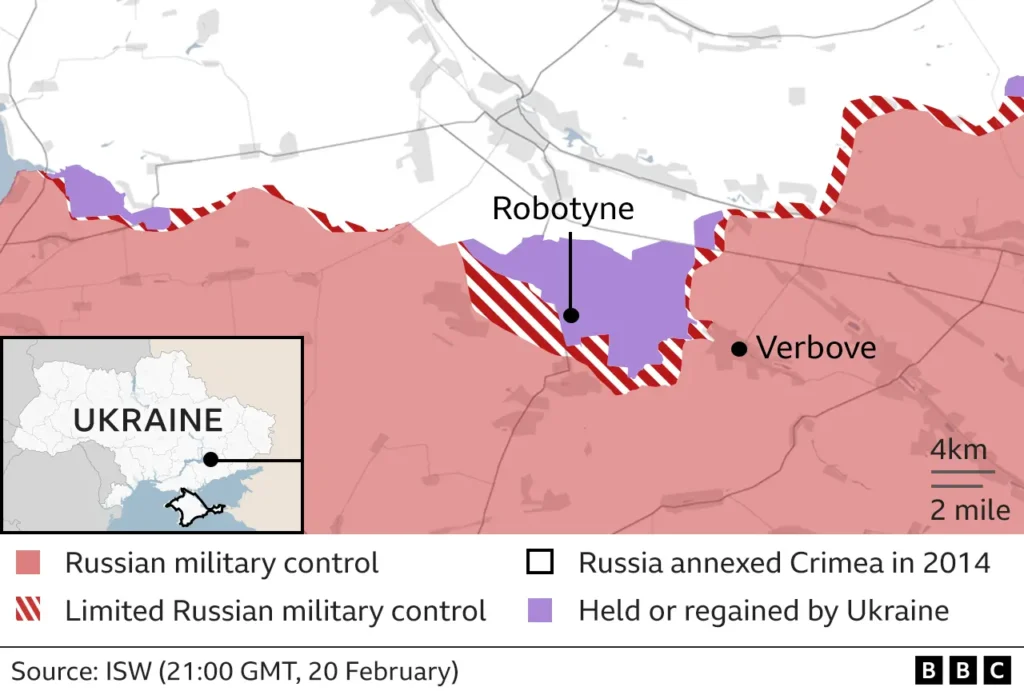 Robotyne
Verbove
UKRAINE
4km
2 mile
Russian military control
Russia annexed Crimea in 2014
Limited Russian military control
Held or regained by Ukraine
Source: ISW (21:00 GMT, 20 February)
BBC